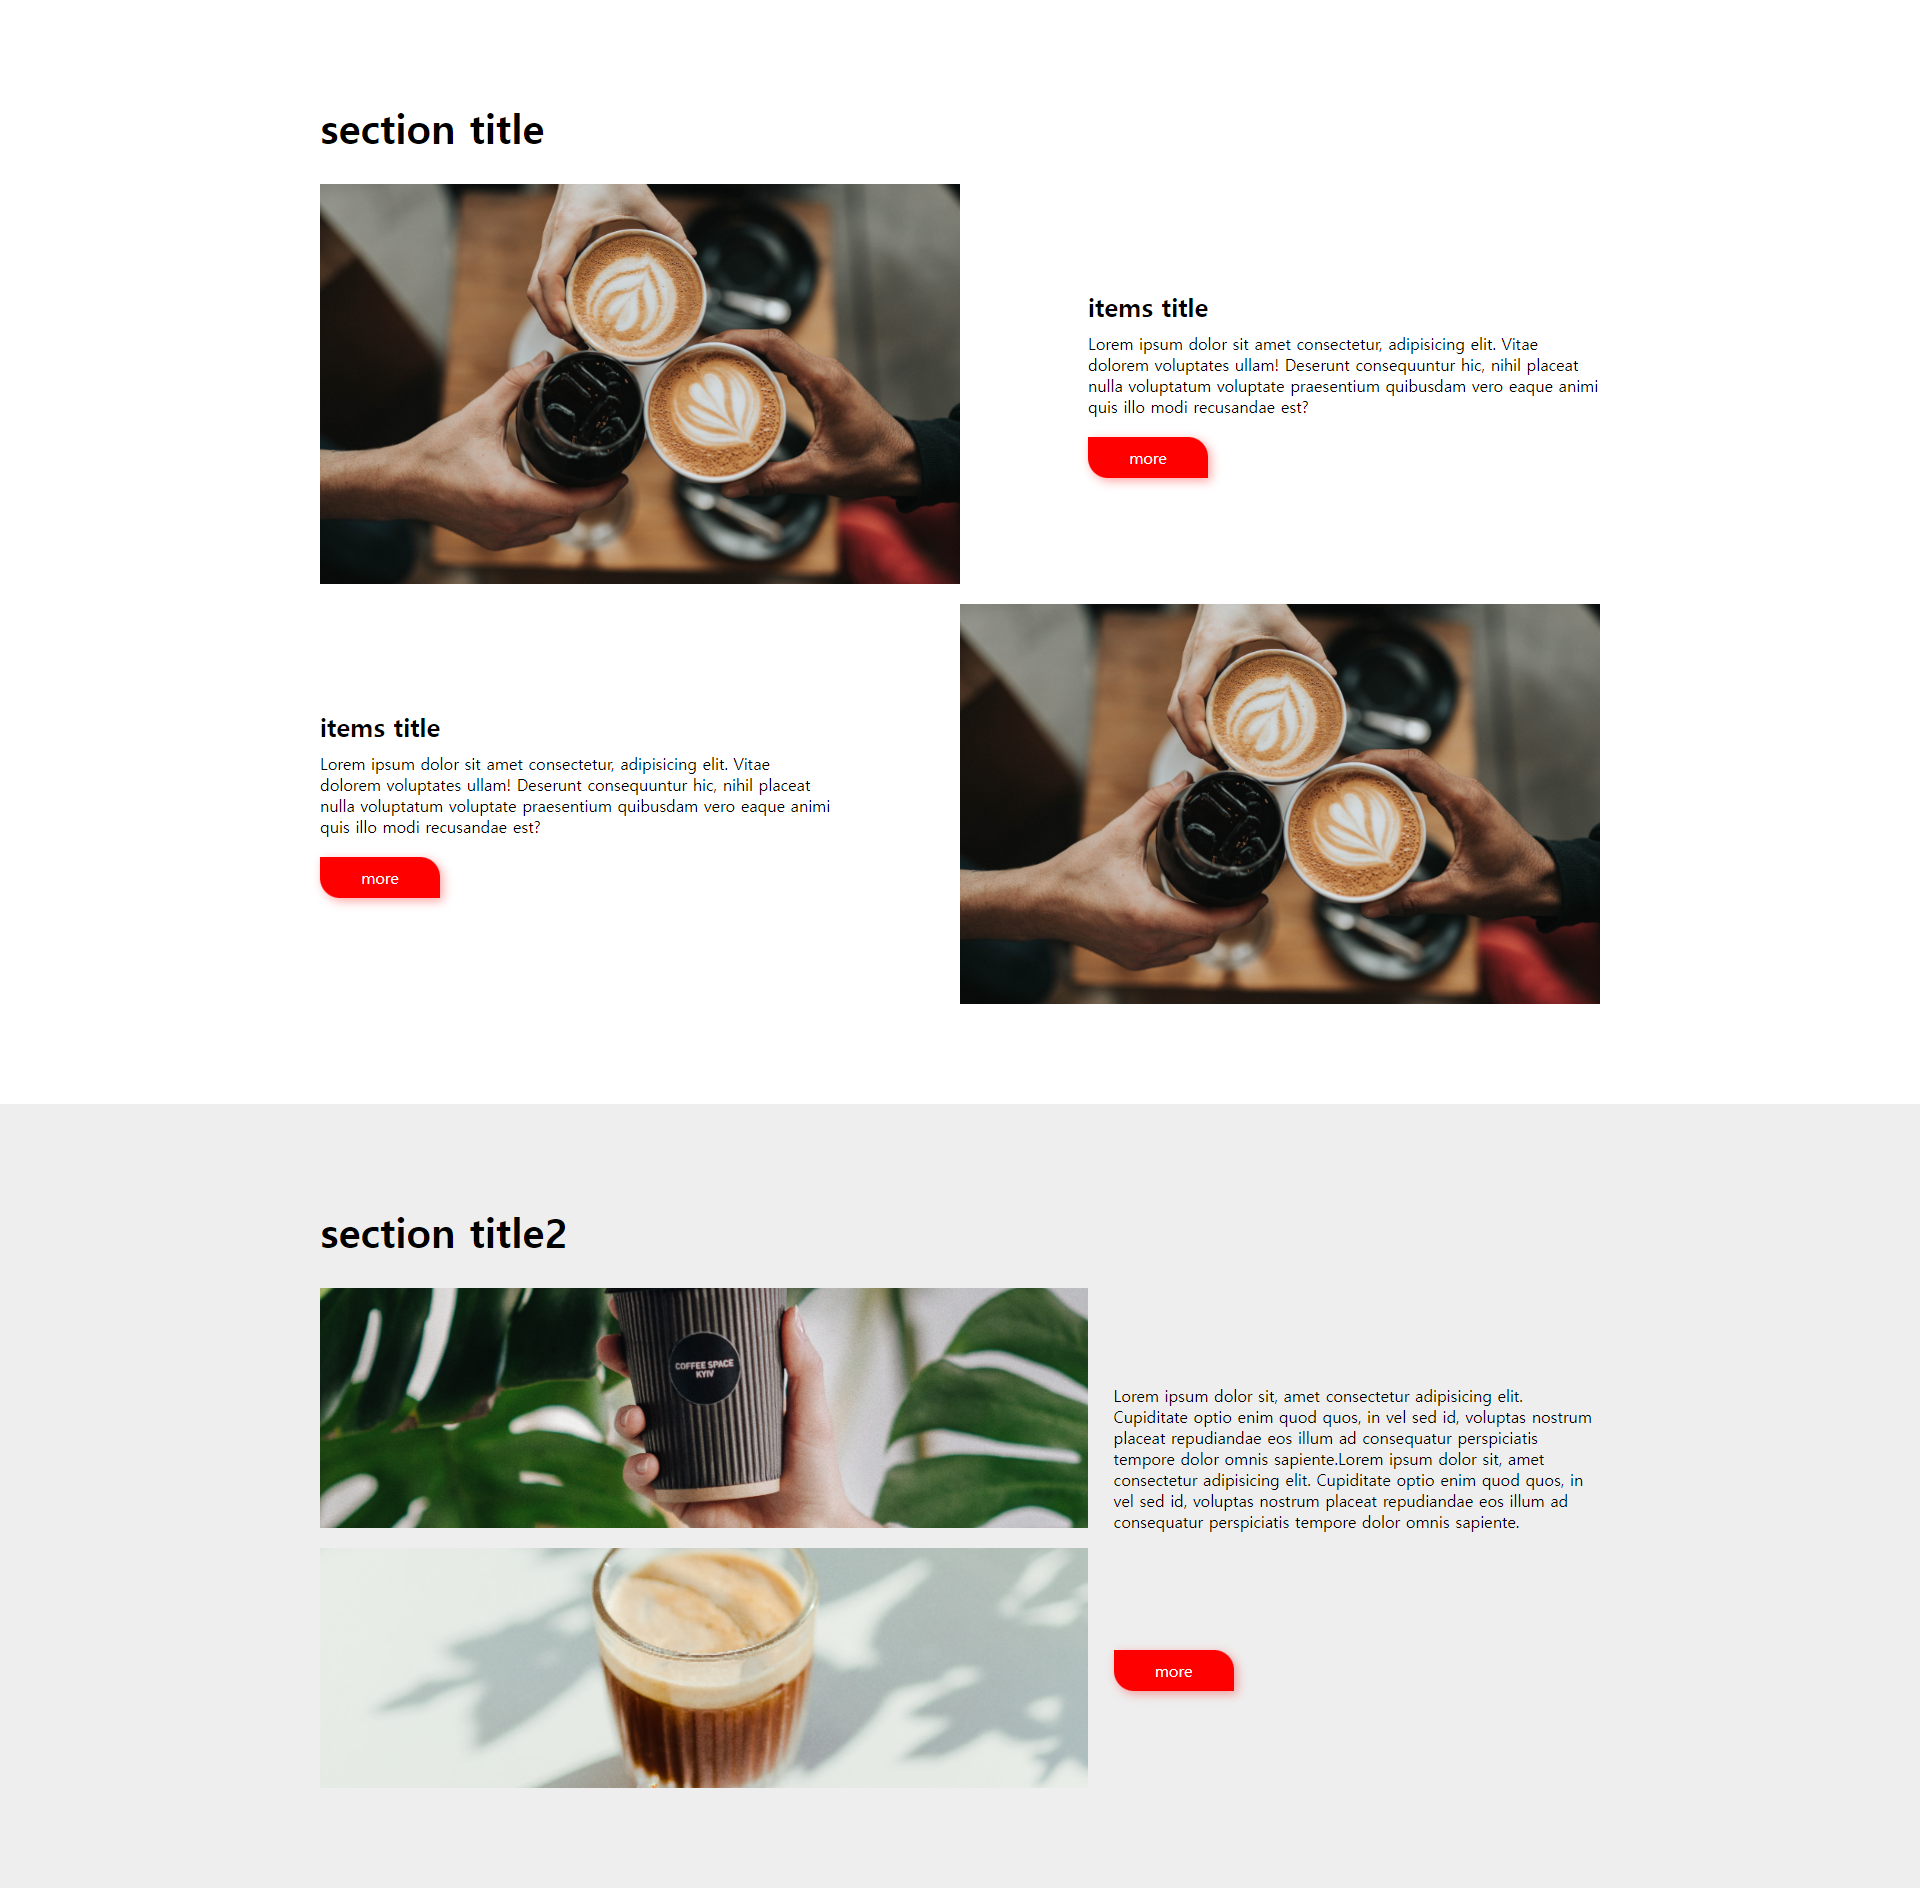 section title
items title
Lorem ipsum dolor sit amet consectetur, adipisicing elit. Vitae
dolorem voluptates ullam! Deserunt consequuntur hic, nihil placeat
nulla voluptatum voluptate praesentium quibusdam vero eaque animi
quis illo modi recusandae est?
more
items title
Lorem ipsum dolor sit amet consectetur, adipisicing elit. Vitae
dolorem voluptates ullam! Deserunt consequuntur hic, nihil placeat
nulla voluptatum voluptate praesentium quibusdam vero eaque animi
quis illo modi recusandae est?
more
section title2
COFFEE SPACE
KYIV
Lorem ipsum dolor sit, amet consectetur adipisicing elit.
Cupiditate optio enim quod quos, in vel sed id, voluptas nostrum
placeat repudiandae eos illum ad consequatur perspiciatis
tempore dolor omnis sapiente.Lorem ipsum dolor sit, amet
consectetur adipisicing elit. Cupiditate optio enim quod quos, in
vel sed id, voluptas nostrum placeat repudiandae eos illum ad
consequatur perspiciatis tempore dolor omnis sapiente.
more